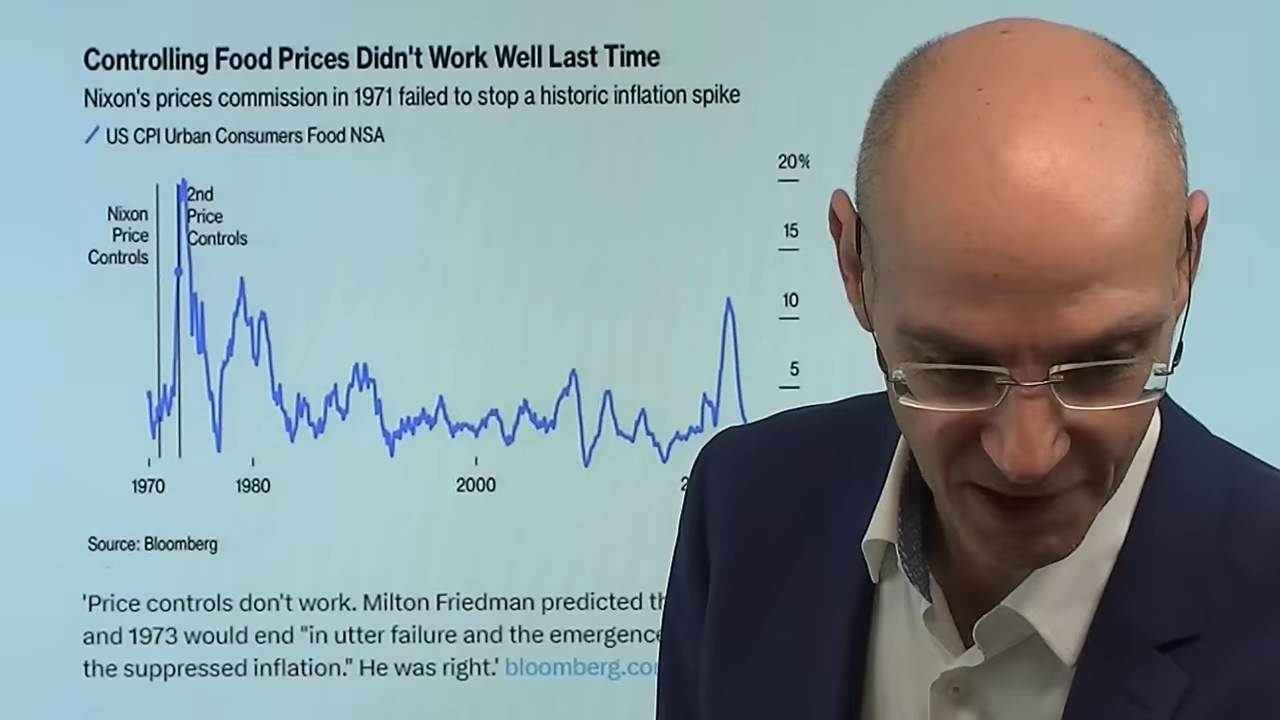 Controlling Food Prices Didn't Work Well Last Time
Nixon's prices commission in 1971 failed to stop a historic inflation spike
US CPI Urban Consumers Food NSA
20%
15
10
5
Nixon
Price
Controls
2nd
Price
Controls
1970 1980 2000
Source: Bloomberg
'Price controls don't work. Milton Friedman predicted
and 1973 would end "in utter failure and the emergence
the suppressed inflation." He was right.' bloomberg.co